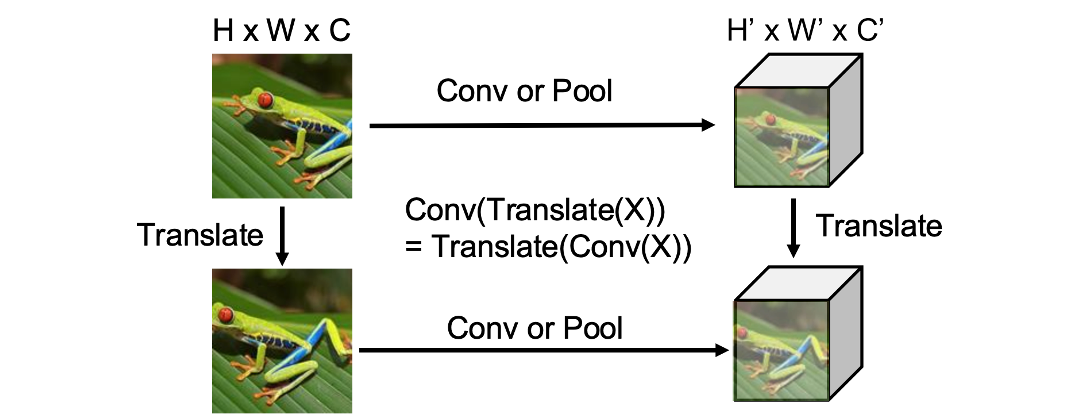 H x W x C
H’ x W’ x C’
Conv or Pool
Conv(Translate(X))
= Translate(Conv(X))
Translate
Translate
Conv or Pool